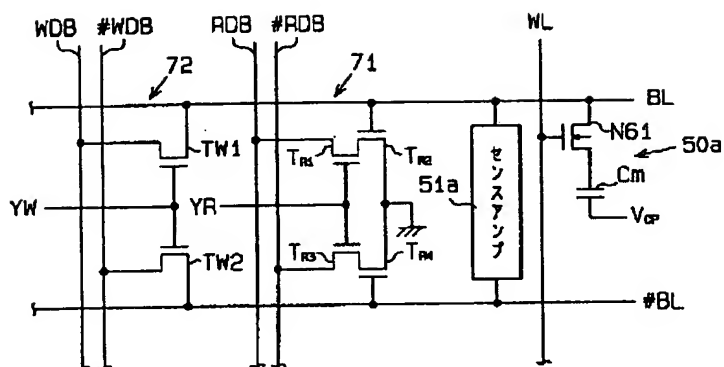 WDB #WDB RDB #RDB WL
72 71
BL
N61
50a
TW1 TR1 TR2 51a センスアンプ Cm
YW YR VCP
TR3 TR4
TW2
#BL